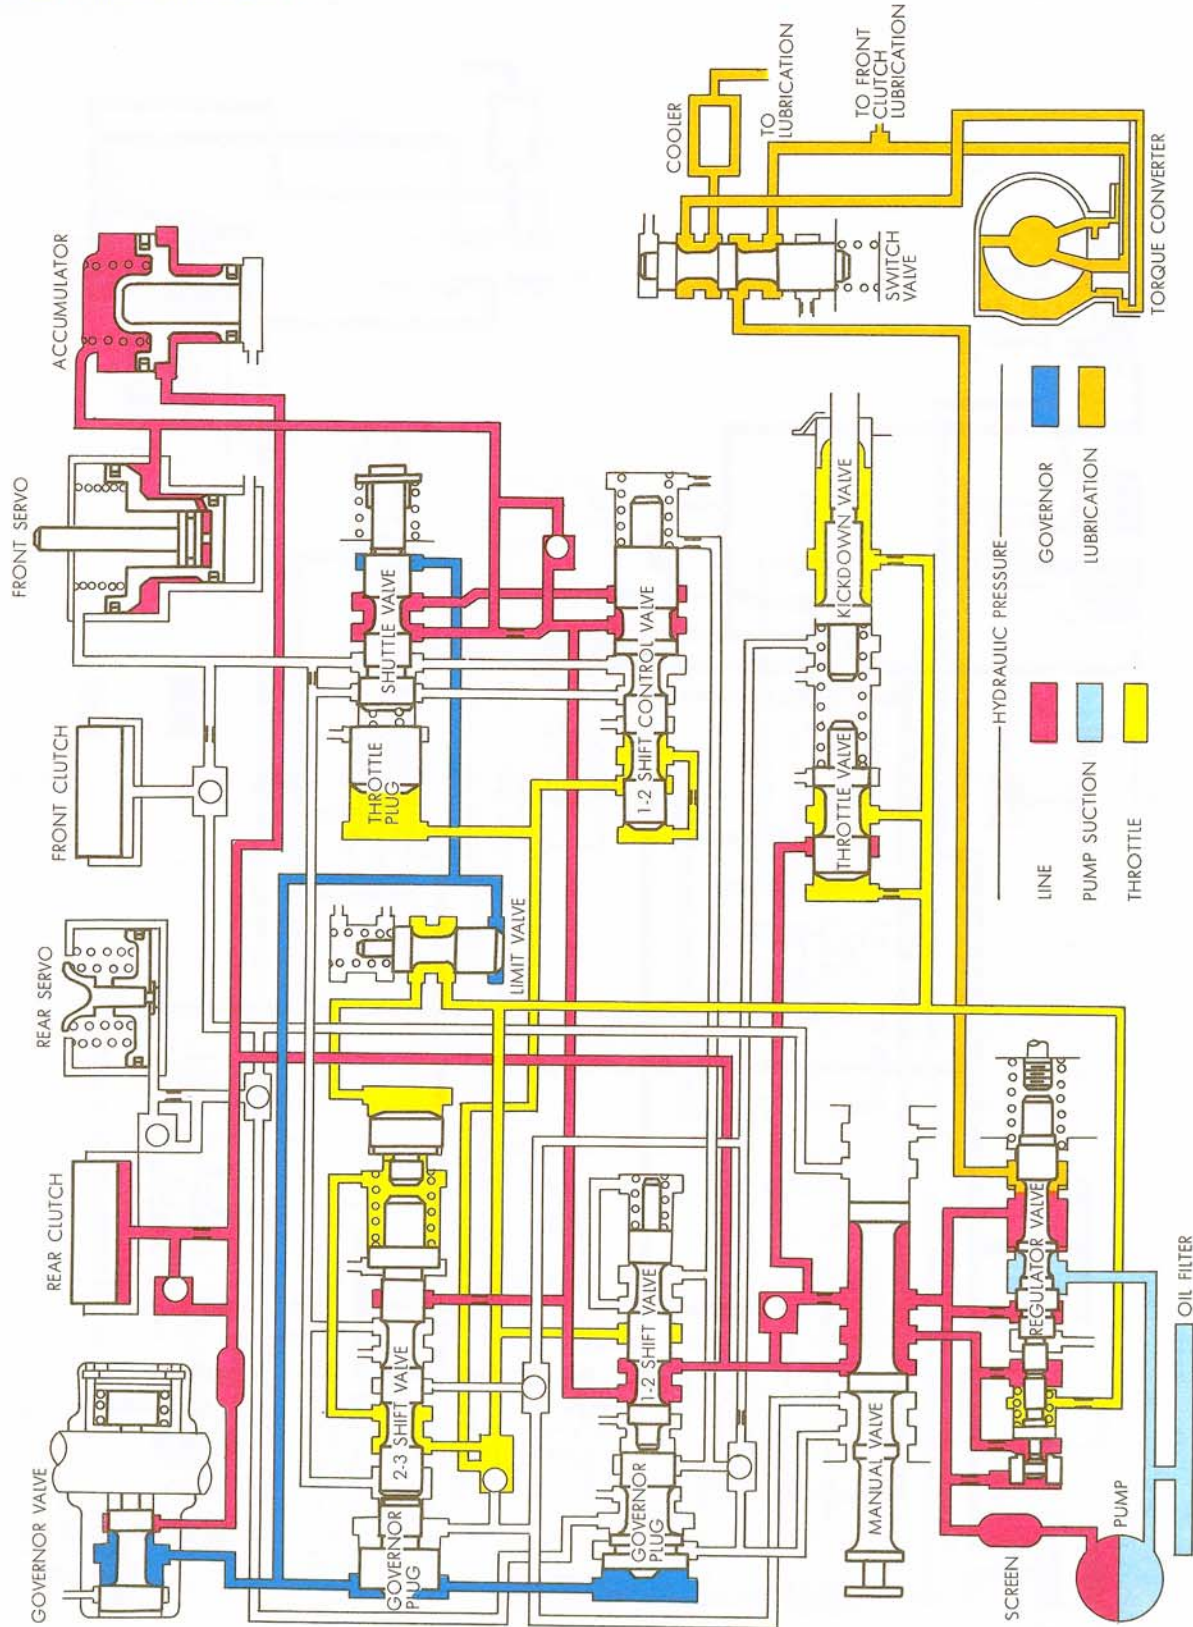 GOVERNOR VALVE
REAR CLUTCH
REAR SERVO
FRONT CLUTCH
FRONT SERVO
ACCUMULATOR
GOVERNOR
PLUG
2-3 SHIFT VALVE
LIMIT VALVE
THROTTLE
PLUG
SHUTTLE VALVE
GOVERNOR
PLUG
1-2 SHIFT VALVE
1-2 SHIFT CONTROL VALVE
COOLER
TO
LUBRICATION
TO FRONT
CLUTCH
LUBRICATION
SWITCH
VALVE
MANUAL VALVE
THROTTLE VALVE
KICKDOWN VALVE
TORQUE CONVERTER
SCREEN
PUMP
REGULATOR VALVE
OIL FILTER
HYDRAULIC PRESSURE
LINE
PUMP SUCTION
THROTTLE
GOVERNOR
LUBRICATION